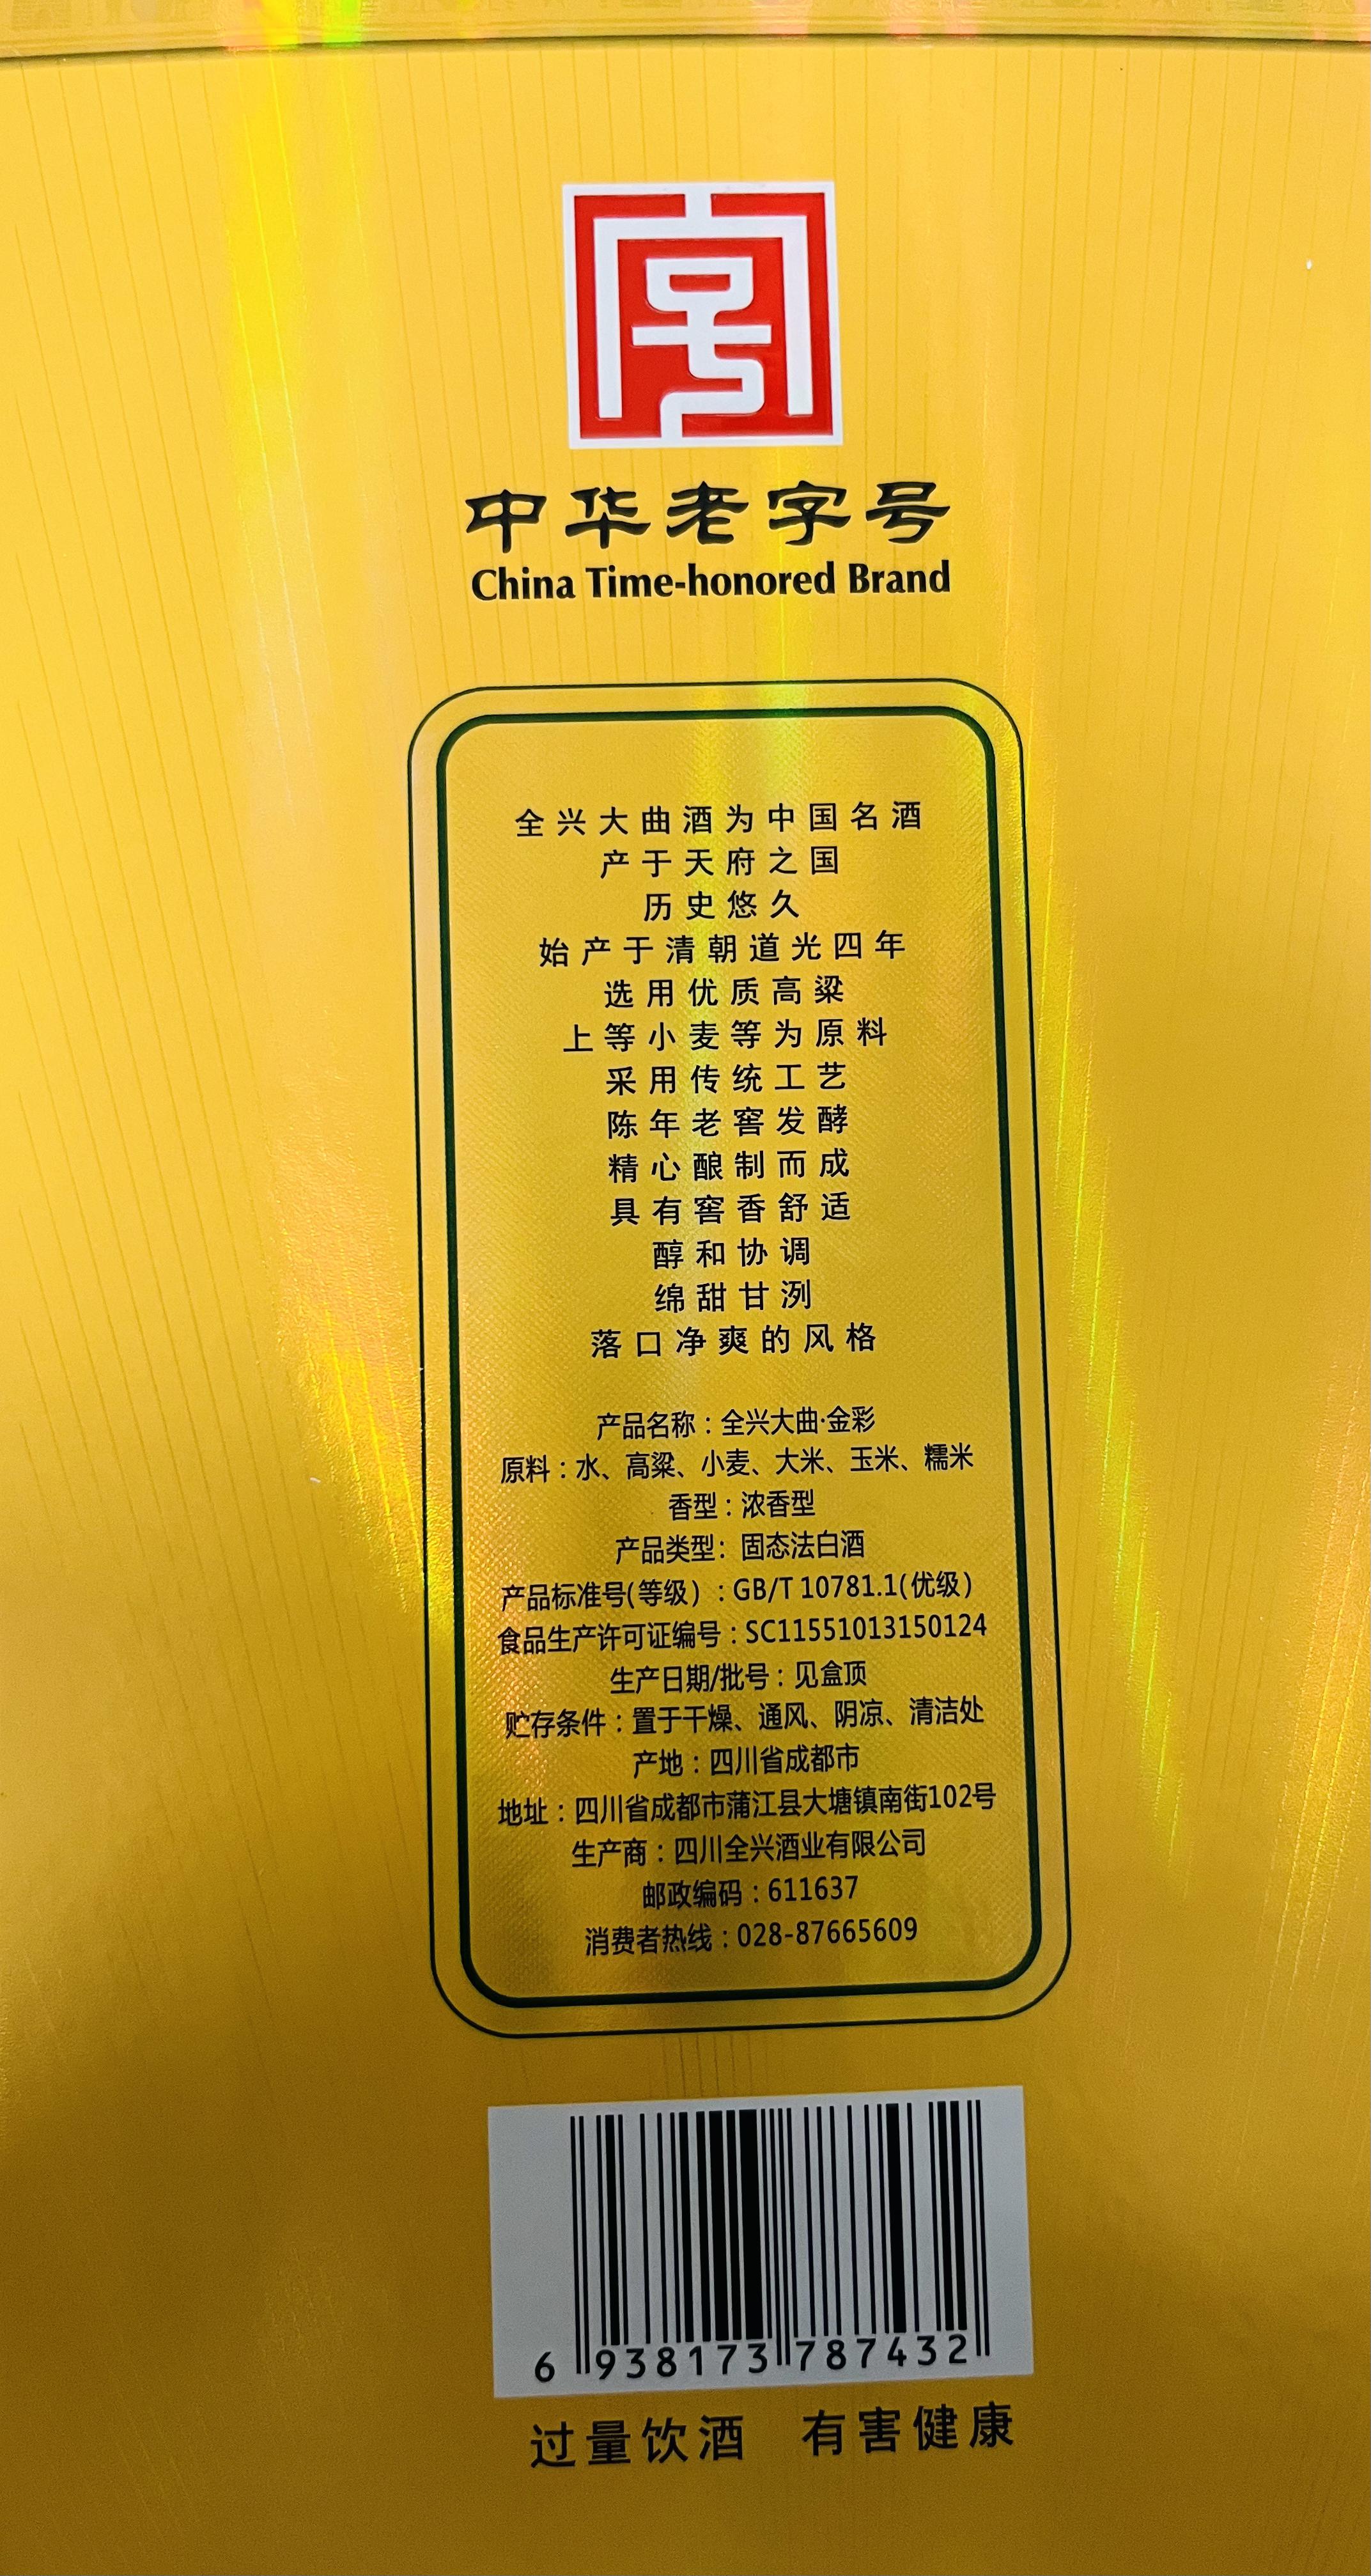 号
中华老字号
China Time-honored Brand
全兴大曲酒为中国名酒
产于天府之国
历史悠久
始产于清朝道光四年
选用优质高粱
上等小麦等为原料
采用传统工艺
陈年老窖发酵
精心酿制而成
具有窖香舒适
醇和协调
绵甜甘洌
落口净爽的风格
产品名称：全兴大曲·金彩
原料：水、高粱、小麦、大米、玉米、糯米
香型：浓香型
产品类型：固态法白酒
产品标准号(等级)：GB/T 10781.1(优级)
食品生产许可证编号：SC11551013150124
生产日期/批号：见盒顶
贮存条件：置于干燥、通风、阴凉、清洁处
产地：四川省成都市
地址：四川省成都市蒲江县大塘镇南街102号
生产商：四川全兴酒业有限公司
邮政编码：611637
消费者热线：028-87665609
6 938173 787432
过量饮酒 有害健康